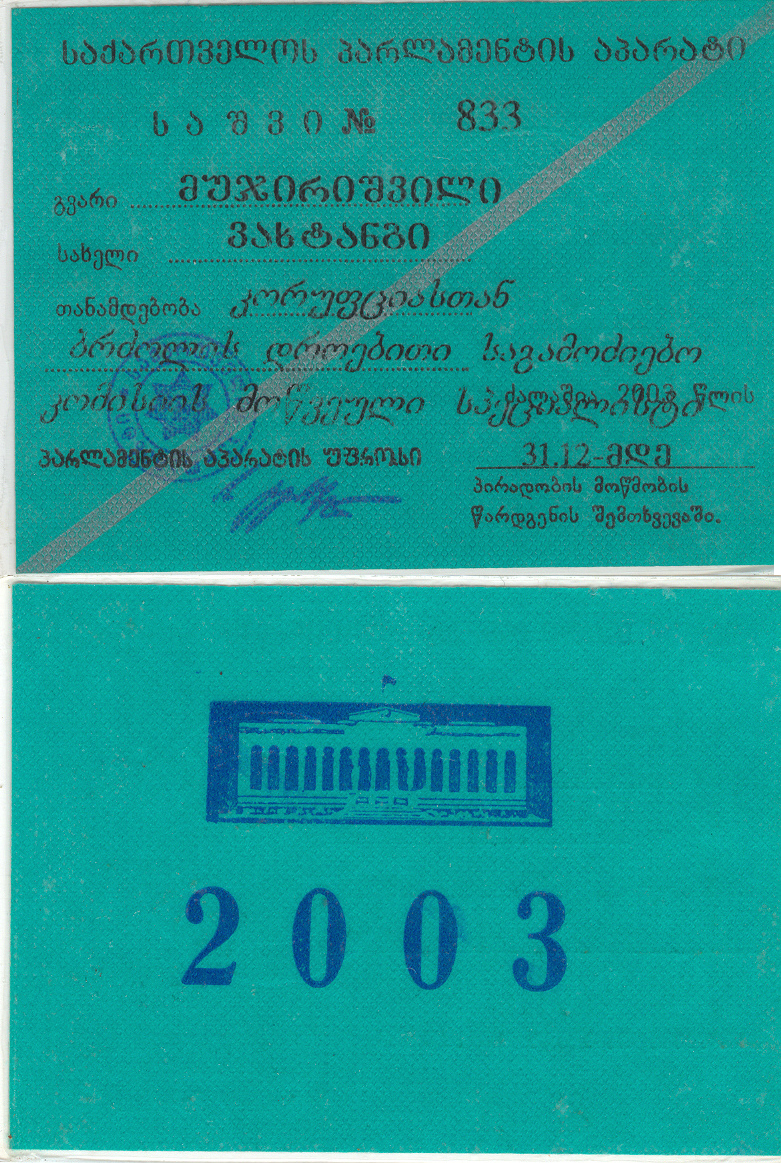 საქართველოს პარლამენტის აპარატი
საშვი № 833
გვარი მუჯირიშვილი
სახელი ვახტანგი
თანამდებობა კორუფციასთან
ბრძოლის დროებითი საგამოძიებო
კომისიის მოწვეული სპეციალისტი
ქალაქში 2003 წლის
პარლამენტის აპარატის უფროსი
31.12-მდე
პირადობის მოწმობის
წარდგენის შემთხვევაში.
2003